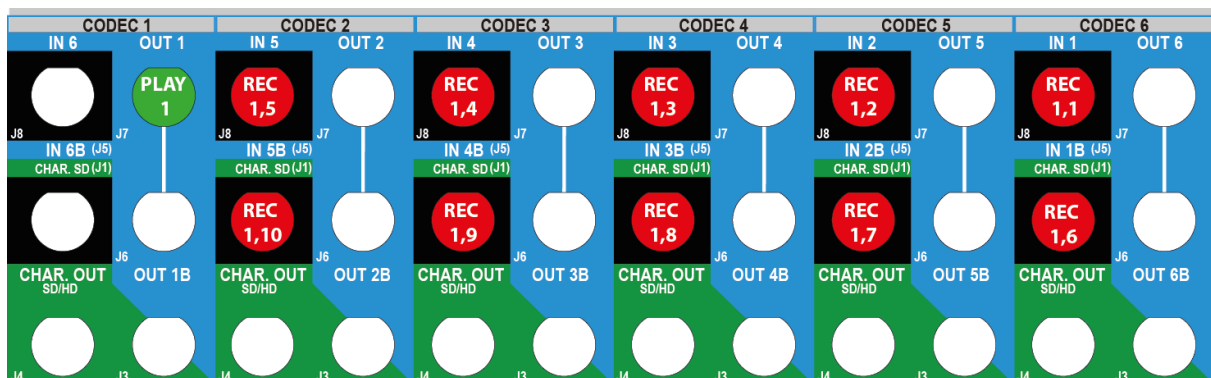 CODEC 1 CODEC 2 CODEC 3 CODEC 4 CODEC 5 CODEC 6
IN 6 OUT 1 IN 5 OUT 2 IN 4 OUT 3 IN 3 OUT 4 IN 2 OUT 5 IN 1 OUT 6
PLAY REC REC REC REC REC
1 1,5 1,4 1,3 1,2 1,1
J8 J7 J8 J7 J8 J7 J8 J7 J8 J7 J8 J7
IN 6B (J5) IN 5B (J5) IN 4B (J5) IN 3B (J5) IN 2B (J5) IN 1B (J5)
CHAR. SD (J1) CHAR. SD (J1) CHAR. SD (J1) CHAR. SD (J1) CHAR. SD (J1) CHAR. SD (J1)
REC REC REC REC REC
1,10 1,9 1,8 1,7 1,6
J6 J6 J6 J6 J6 J6
CHAR. OUT OUT 1B CHAR. OUT OUT 2B CHAR. OUT OUT 3B CHAR. OUT OUT 4B CHAR. OUT OUT 5B CHAR. OUT OUT 6B
SD/HD SD/HD SD/HD SD/HD SD/HD SD/HD
J4 J3 J4 J3 J4 J3 J4 J3 J4 J3 J4 J3